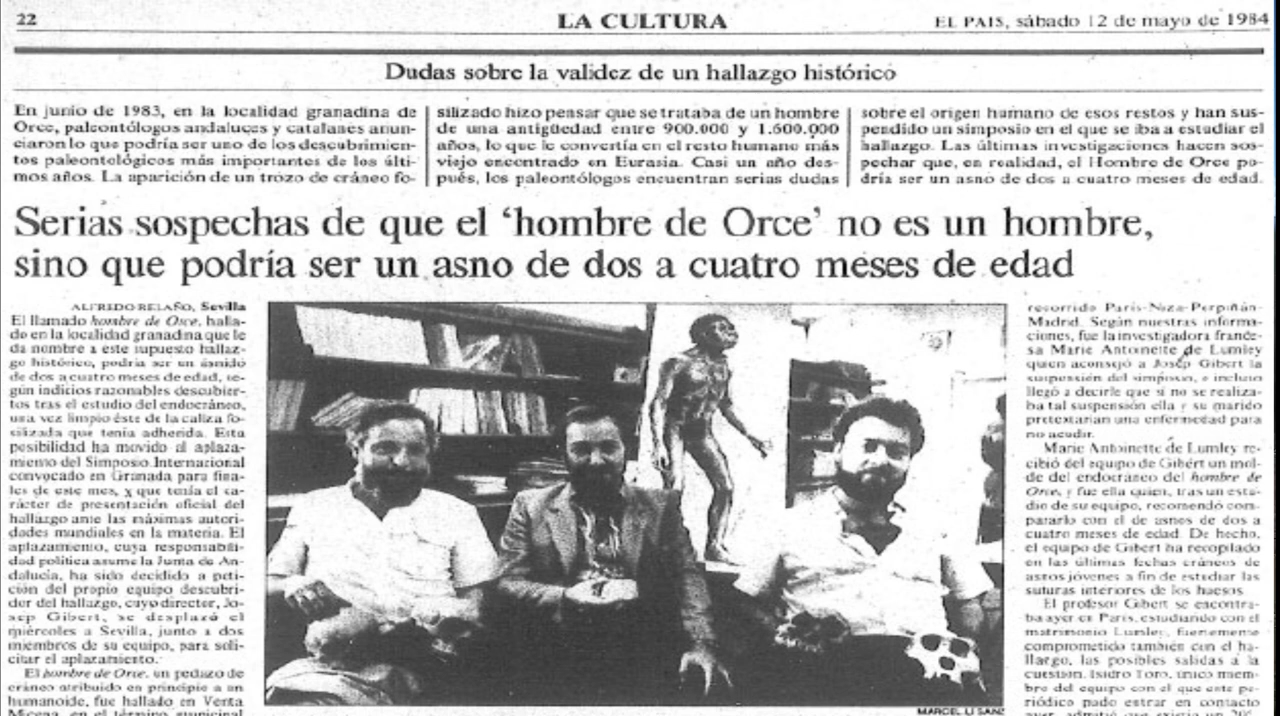 22
LA CULTURA
EL PAIS, sábado 12 de mayo de 1984
Dudas sobre la validez de un hallazgo histórico
En junio de 1983, en la localidad granadina de
Orce, paleontólogos andaluces y catalanes anun-
ciaron lo que podría ser uno de los descubrimien-
tos paleontológicos más importantes de los últi-
mos años. La aparición de un trozo de cráneo fo-
silizado hizo pensar que se trataba de un hombre
de una antigüedad entre 900.000 y 1.600.000
años, lo que le convertía en el resto humano más
viejo encontrado en Eurasia. Casi un año des-
pués, los paleontólogos encuentran serias dudas
sobre el origen humano de esos restos y han sus-
pendido un simposio en el que se iba a estudiar el
hallazgo. Las últimas investigaciones hacen sos-
pechar que, en realidad, el Hombre de Orce po-
dría ser un asno de dos a cuatro meses de edad.
Serias sospechas de que el ‘hombre de Orce’ no es un hombre,
sino que podría ser un asno de dos a cuatro meses de edad
ALFREDO RELAÑO, Sevilla
El llamado hombre de Orce, halla-
do en la localidad granadina que le
da nombre a este supuesto hallaz-
go histórico, podría ser un équido
de dos a cuatro meses de edad, se-
gún indicios razonables descubier-
tos tras el estudio del endocráneo,
una vez limpio éste de la caliza fo-
silizada que tenía adherida. Esta
posibilidad ha movido al aplaza-
miento del Simposio Internacional
convocado en Granada para fina-
les de este mes, y que tenía el ca-
rácter de presentación oficial del
hallazgo ante las máximas autori-
dades mundiales en la materia. El
aplazamiento, cuya responsabili-
dad política asume la Junta de An-
dalucía, ha sido decidido a peti-
ción del propio equipo descubri-
dor del hallazgo, cuyo director, Jo-
sep Gibert, se desplazó el
miércoles a Sevilla, junto a dos
miembros de su equipo, para soli-
citar el aplazamiento.
El hombre de Orce, un pedazo de
cráneo atribuido en principio a un
humanoide, fue hallado en Venta
Micena, en el término municipal
MARCEL·LI SANZ
recorrido París-Niza-Perpiñán-
Madrid. Según nuestras informa-
ciones, fue la investigadora france-
sa Marie Antoinette de Lumley
quien aconsejó a Josep Gibert la
suspensión del simposio, e incluso
llegó a decirle que si no se realiza-
ba tal suspensión ella y su marido
pretextarían una enfermedad para
no acudir.
Marie Antoinette de Lumley re-
cibió del equipo de Gibert un mol-
de del endocráneo del hombre de
Orce, y fue ella quien, tras un estu-
dio de su equipo, recomendó com-
pararlo con el de asnos de dos a
cuatro meses de edad. De hecho,
el equipo de Gibert ha recopilado
en las últimas fechas cráneos de
asnos jóvenes a fin de estudiar las
suturas interiores de los huesos.
El profesor Gibert se encontra-
ba ayer en París, estudiando con el
matrimonio Lumley, fuertemente
comprometido también con el ha-
llazgo, las posibles salidas a la
cuestión. Isidro Toro, único miem-
bro del equipo con el que este pe-
riódico pudo entrar en contacto
ayer, admitió que existía